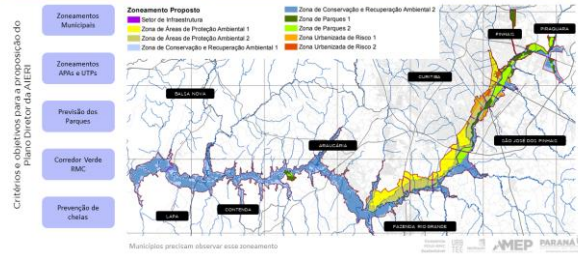 Critérios e objetivos para a proposição do
Plano Diretor da AIERI
Zoneamentos
Municipais
Zoneamentos
APAs e UTPs
Previsão dos
Parques
Corredor Verde
RMC
Prevenção de
cheias
Zoneamento Proposto
Setor de Infraestrutura
Zona de Áreas de Proteção Ambiental 1
Zona de Áreas de Proteção Ambiental 2
Zona de Conservação e Recuperação Ambiental 1
Zona de Conservação e Recuperação Ambiental 2
Zona de Parques 1
Zona de Parques 2
Zona Urbanizada de Risco 1
Zona Urbanizada de Risco 2
PINHAIS
PIRAQUARA
CURITIBA
BALSA NOVA
ARAUCÁRIA
SÃO JOSÉ DOS PINHAIS
LAPA
CONTENDA
FAZENDA RIO GRANDE
Municípios precisam observar esse zoneamento
AMEP
PARANÁ